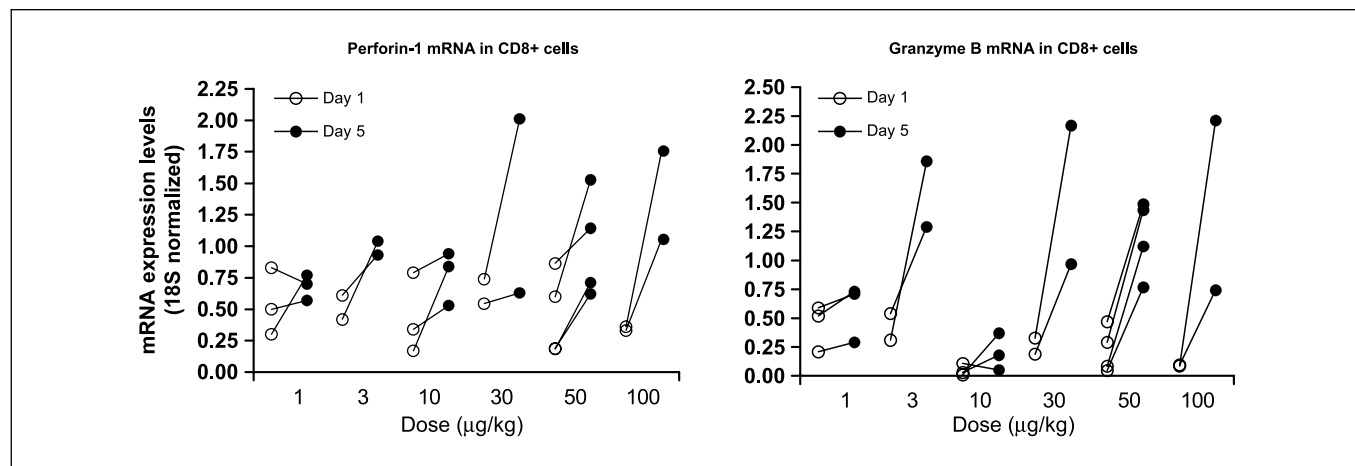 Perforin-1 mRNA in CD8+ cells
mRNA expression levels
(18S normalized)
2.25
2.00
1.75
1.50
1.25
1.00
0.75
0.50
0.25
0.00
Day 1
Day 5
1 3 10 30 50 100
Dose (μg/kg)
Granzyme B mRNA in CD8+ cells
2.50
2.25
2.00
1.75
1.50
1.25
1.00
0.75
0.50
0.25
0.00
Day 1
Day 5
1 3 10 30 50 100
Dose (μg/kg)